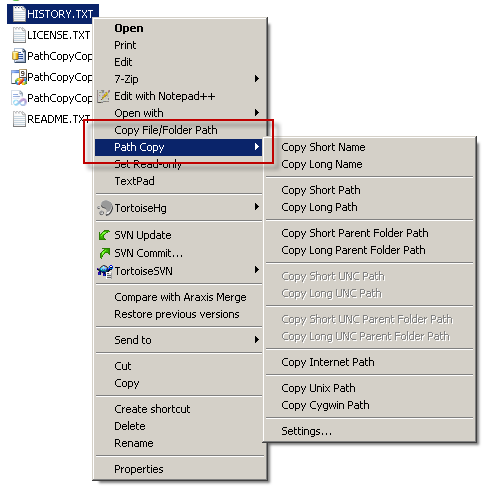 HISTORY.TXT
LICENSE.TXT
PathCopyCop
PathCopyCop
PathCopyCop
README.TXT
Open
Print
Edit
7-Zip
Edit with Notepad++
Open with
Copy File/Folder Path
Path Copy
Set Read-only
TextPad
TortoiseHg
SVN Update
SVN Commit...
TortoiseSVN
Compare with Araxis Merge
Restore previous versions
Send to
Cut
Copy
Create shortcut
Delete
Rename
Properties
Copy Short Name
Copy Long Name
Copy Short Path
Copy Long Path
Copy Short Parent Folder Path
Copy Long Parent Folder Path
Copy Short UNC Path
Copy Long UNC Path
Copy Short UNC Parent Folder Path
Copy Long UNC Parent Folder Path
Copy Internet Path
Copy Unix Path
Copy Cygwin Path
Settings...